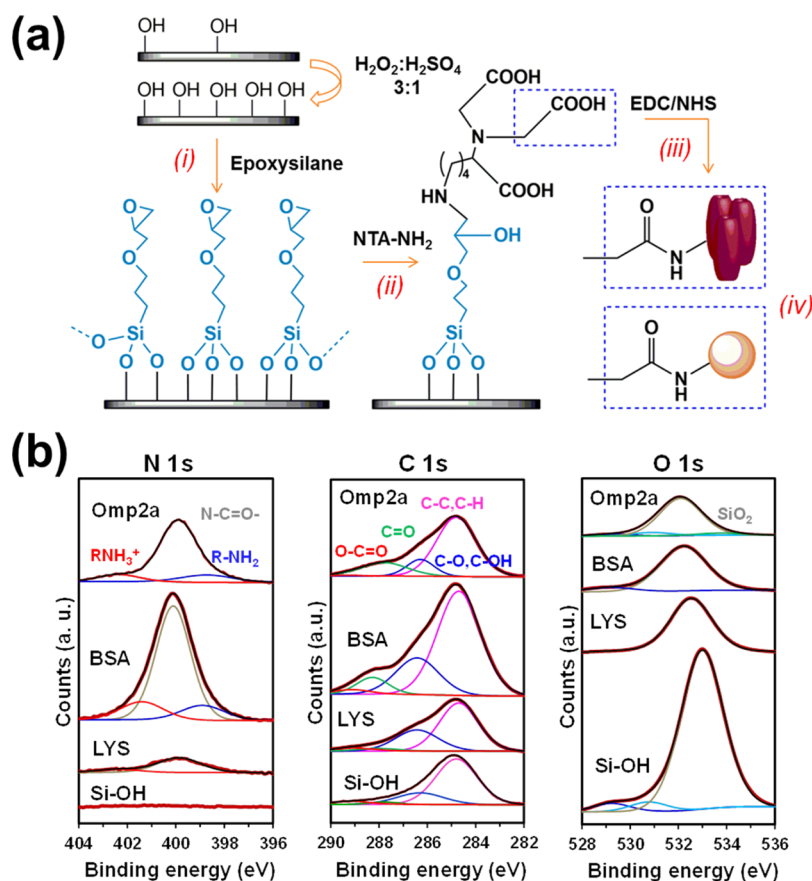 (a)
OH OH
OH OH OH OH OH
H₂O₂:H₂SO₄
3:1
(i) Epoxysilane
O O O
O O O
O Si Si Si
O O O O O O O O O O
NTA-NH₂
(ii)
COOH
COOH
N
( )₄
COOH
HN
OH
O
Si
O O O
EDC/NHS
(iii)
O
N
H
(iv)
O
N
H
(b)
N 1s
Omp2a
N-C=O-
RNH₃⁺
R-NH₂
BSA
LYS
Si-OH
Counts (a. u.)
404 402 400 398 396
Binding energy (eV)
C 1s
Omp2a
C-C,C-H
C=O
O-C=O
C-O,C-OH
BSA
LYS
Si-OH
Counts (a.u.)
290 288 286 284 282
Binding energy (eV)
O 1s
Omp2a
SiO₂
BSA
LYS
Si-OH
Counts (a.u.)
528 530 532 534 536
Binding energy (eV)